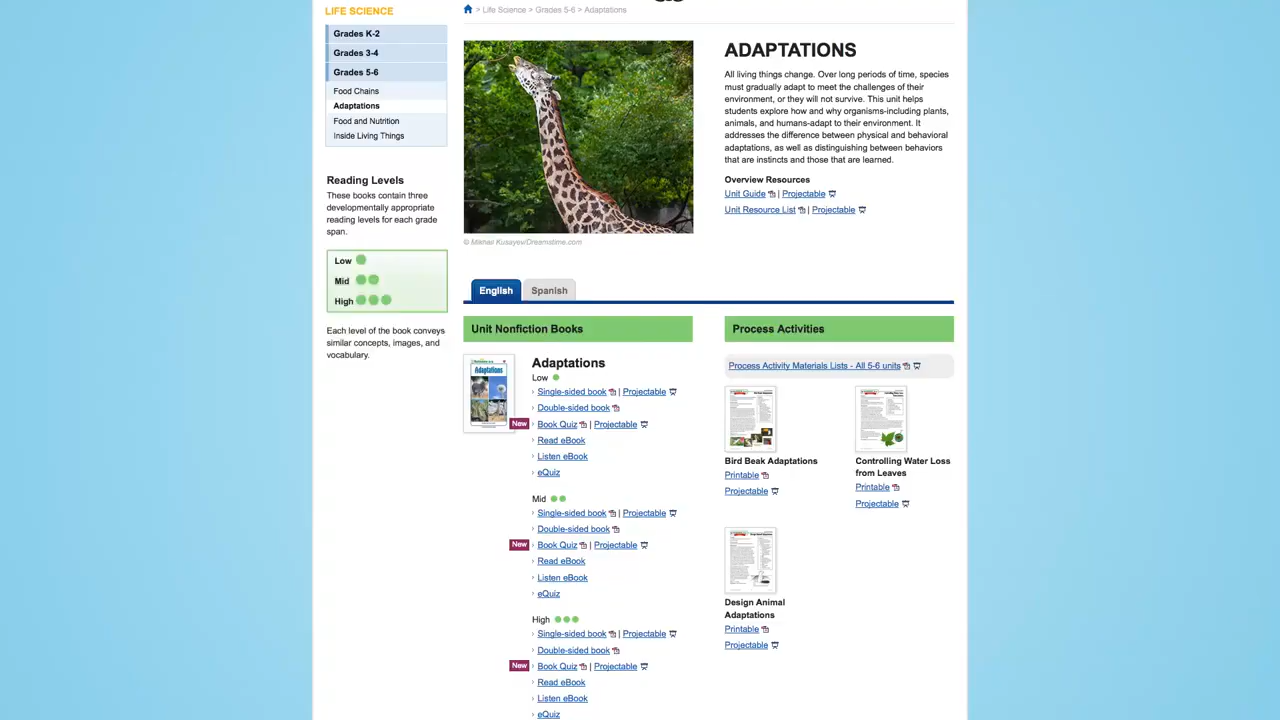 LIFE SCIENCE
Grades K-2
Grades 3-4
Grades 5-6
Food Chains
Adaptations
Food and Nutrition
Inside Living Things
Reading Levels
These books contain three
developmentally appropriate
reading levels for each grade
span.
Low
Mid
High
Each level of the book conveys
similar concepts, images, and
vocabulary.
> Life Science > Grades 5-6 > Adaptations
© Mikhail Kusayev/Dreamstime.com
ADAPTATIONS
All living things change. Over long periods of time, species
must gradually adapt to meet the challenges of their
environment, or they will not survive. This unit helps
students explore how and why organisms-including plants,
animals, and humans-adapt to their environment. It
addresses the difference between physical and behavioral
adaptations, as well as distinguishing between behaviors
that are instincts and those that are learned.
Overview Resources
Unit Guide | Projectable
Unit Resource List | Projectable
English Spanish
Unit Nonfiction Books
Adaptations
Adaptations
Low
Single-sided book | Projectable
Double-sided book
New Book Quiz | Projectable
Read eBook
Listen eBook
eQuiz
Mid
Single-sided book | Projectable
Double-sided book
New Book Quiz | Projectable
Read eBook
Listen eBook
eQuiz
High
Single-sided book | Projectable
Double-sided book
New Book Quiz | Projectable
Read eBook
Listen eBook
eQuiz
Process Activities
Process Activity Materials Lists - All 5-6 units
Bird Beak Adaptations
Printable
Projectable
Controlling Water Loss
from Leaves
Printable
Projectable
Design Animal
Adaptations
Printable
Projectable